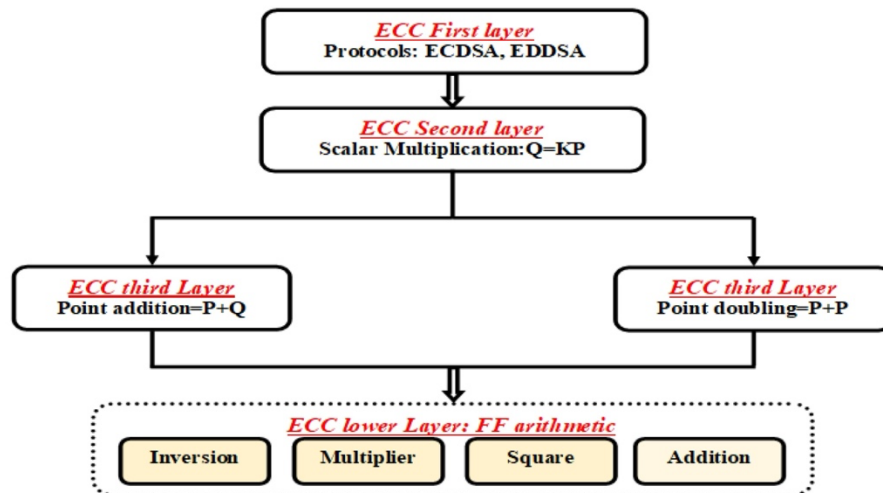 ECC First layer
Protocols: ECDSA, EDDSA
ECC Second layer
Scalar Multiplication:Q=KP
ECC third Layer
Point addition=P+Q
ECC third Layer
Point doubling=P+P
ECC lower Layer: FF arithmetic
Inversion
Multiplier
Square
Addition